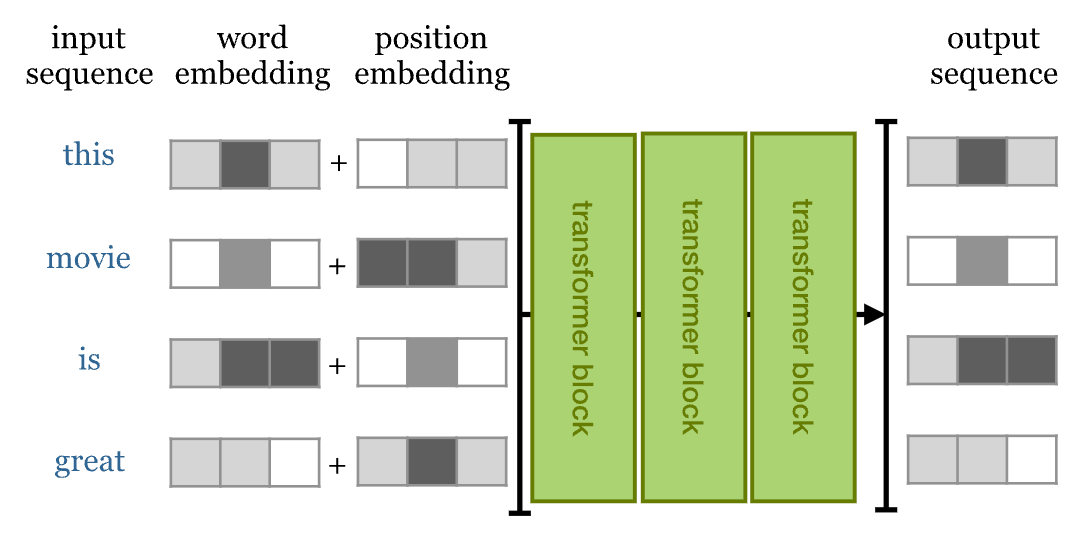 input
sequence
word
embedding
position
embedding
output
sequence
this
+
movie
+
is
+
great
+
transformer block
transformer block
transformer block